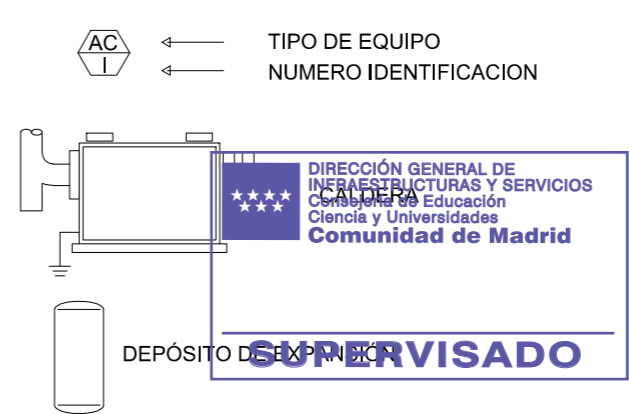 AC
I
TIPO DE EQUIPO
NUMERO IDENTIFICACION
CALDERA
DIRECCIÓN GENERAL DE
INFRAESTRUCTURAS Y SERVICIOS
Consejería de Educación
Ciencia y Universidades
Comunidad de Madrid
DEPÓSITO DE EXPANSIÓN
SUPERVISADO